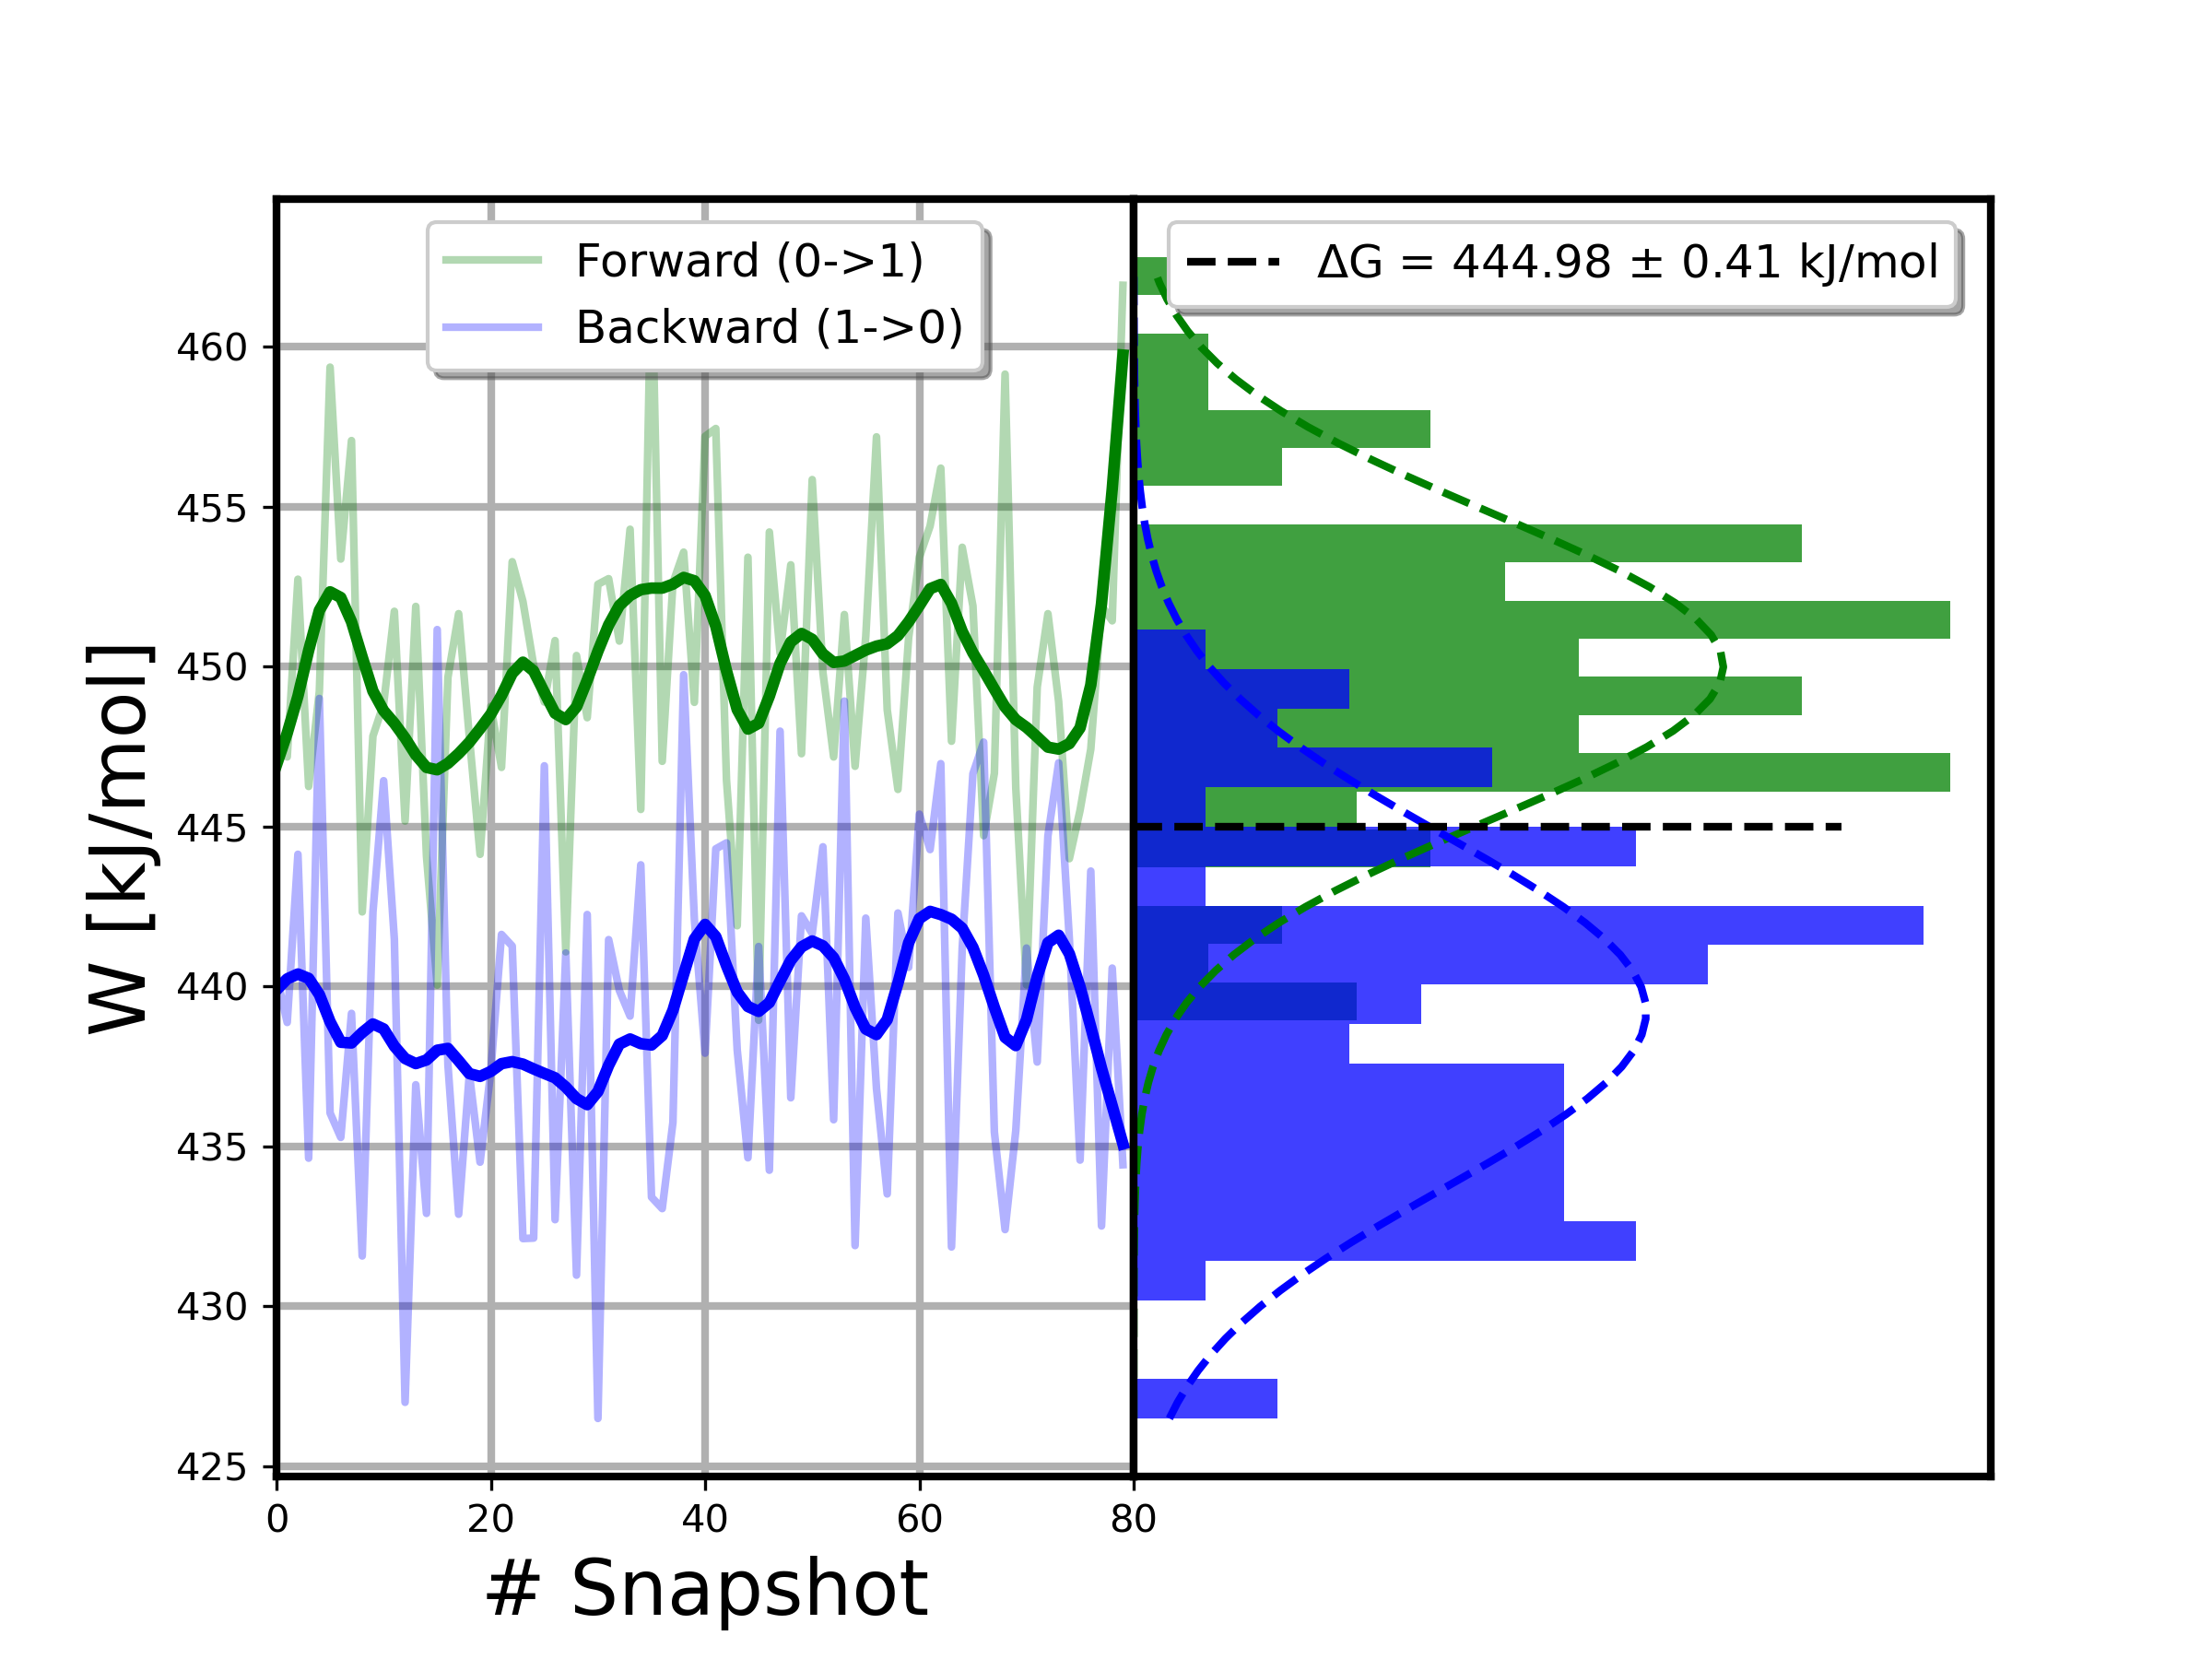 Forward (0->1)
Backward (1->0)
ΔG = 444.98 ± 0.41 kJ/mol
460
455
450
445
440
435
430
425
W [kJ/mol]
0
20
40
60
80
# Snapshot